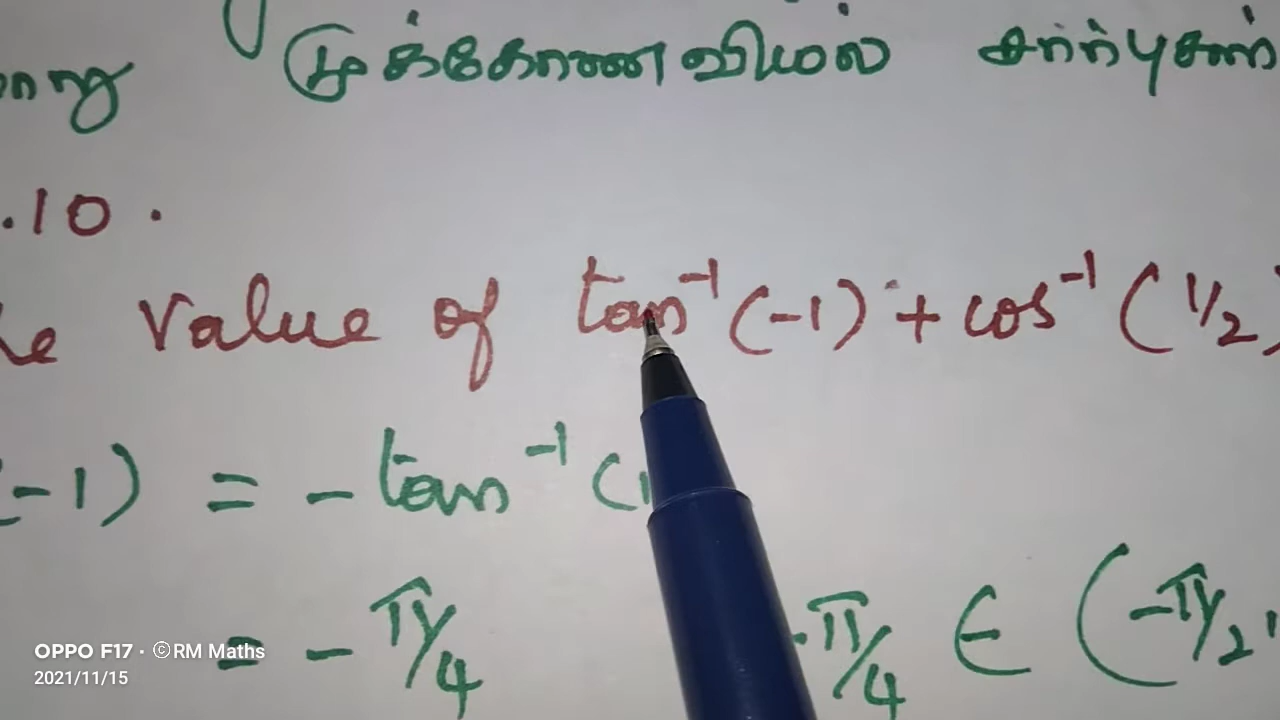 முக்கோணவியல் சார்புகள்
.10.
value of tan⁻¹(-1) + cos⁻¹(1/2)
-1) = - tan⁻¹(1
= - π/4 -π/4 ∈ (-π/2,
OPPO F17 · ©RM Maths
2021/11/15